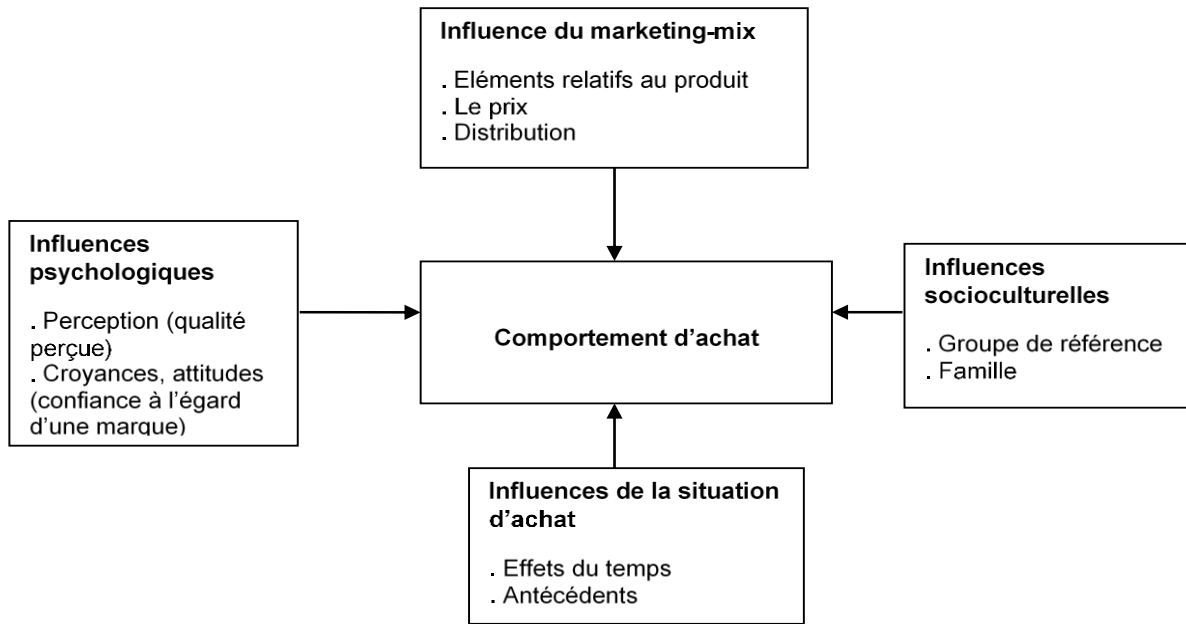 Influence du marketing-mix
. Eléments relatifs au produit
. Le prix
. Distribution
Influences
psychologiques
. Perception (qualité
perçue)
. Croyances, attitudes
(confiance à l’égard
d’une marque)
Comportement d’achat
Influences
socioculturelles
. Groupe de référence
. Famille
Influences de la situation
d’achat
. Effets du temps
. Antécédents